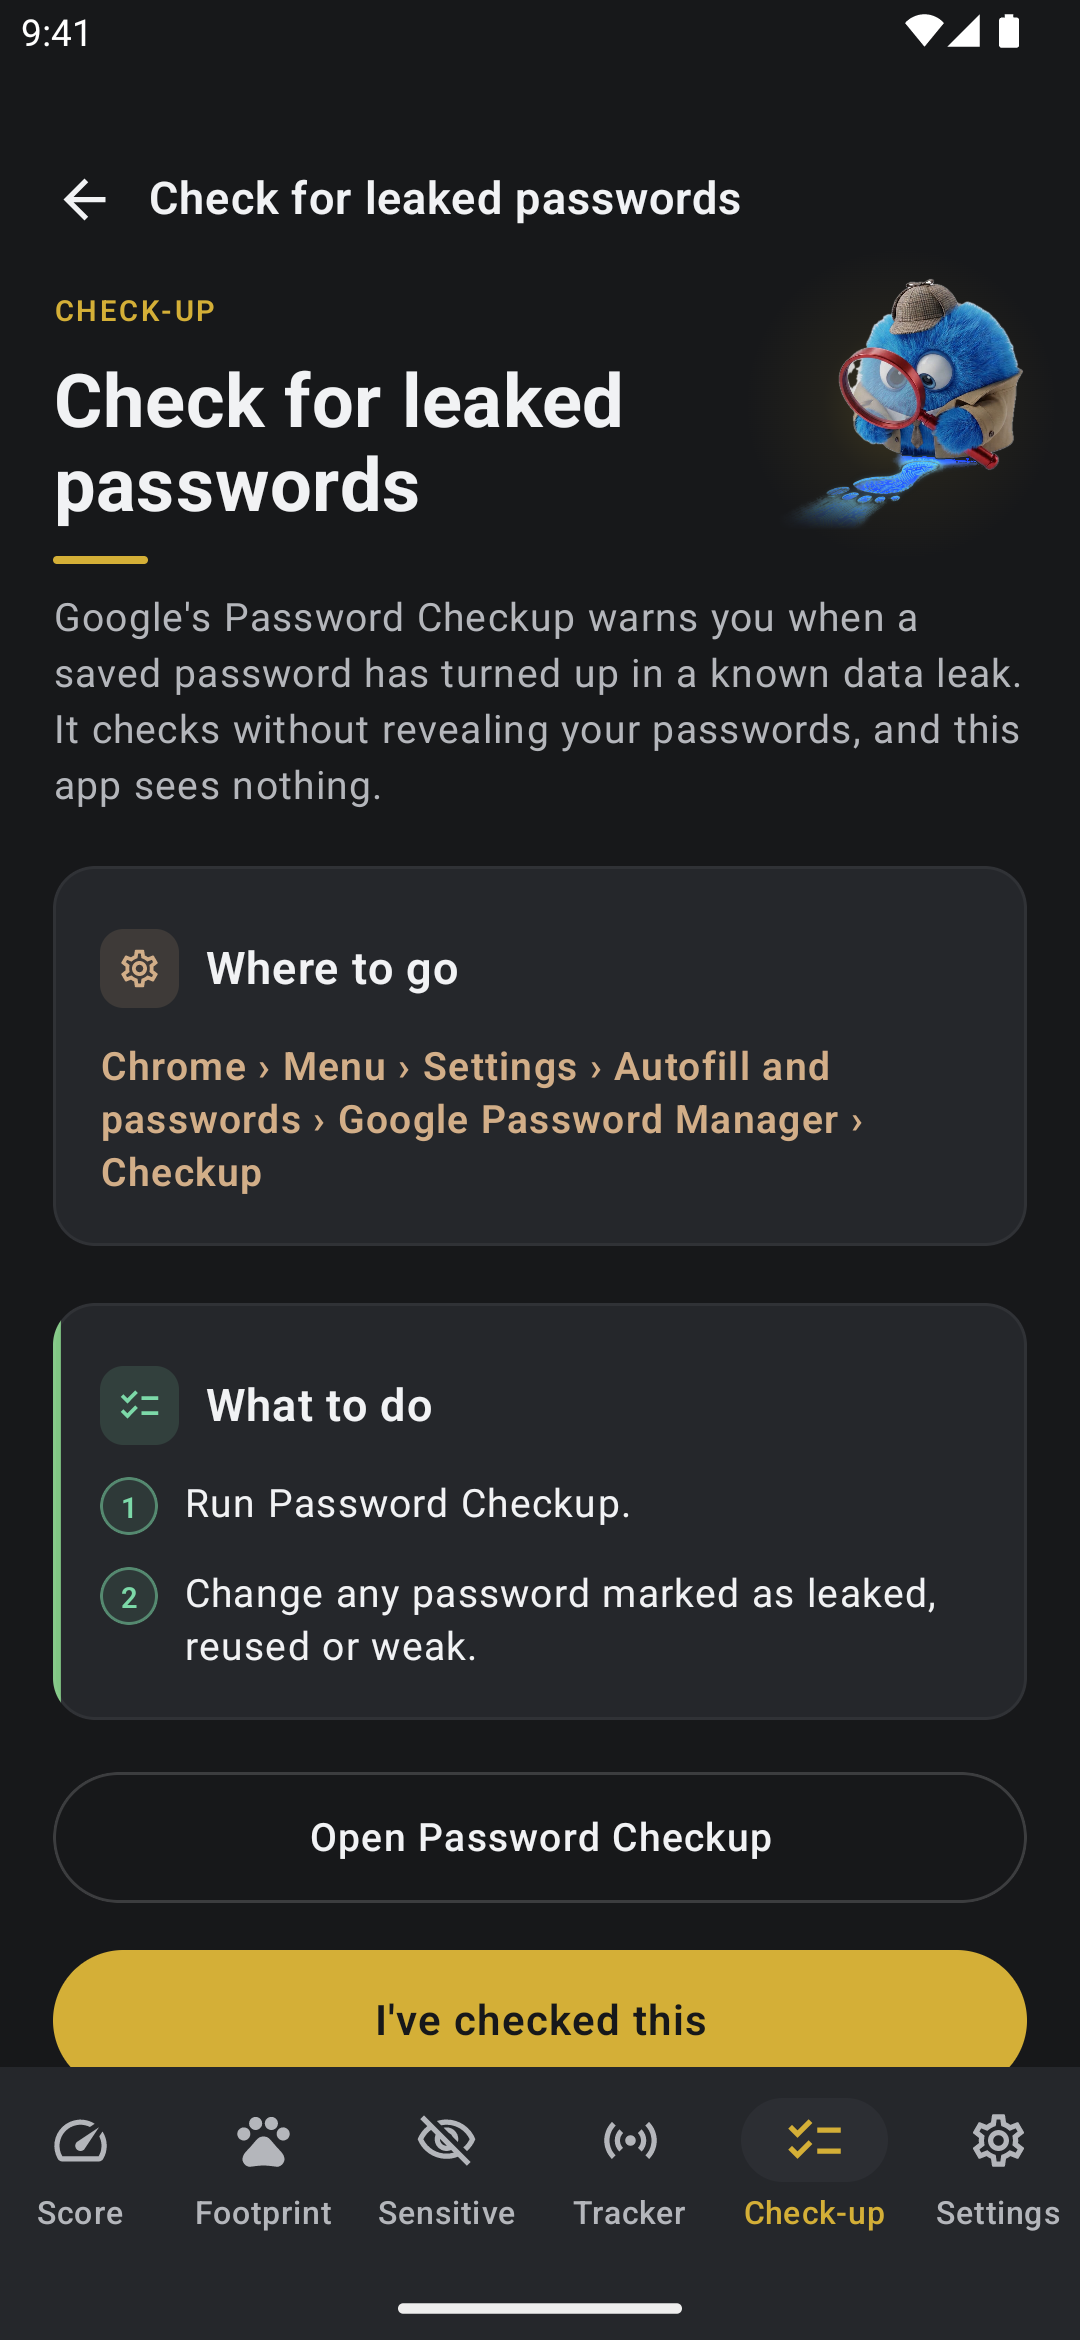 9:41
Check for leaked passwords
CHECK-UP
Check for leaked
passwords
Google's Password Checkup warns you when a
saved password has turned up in a known data leak.
It checks without revealing your passwords, and this
app sees nothing.
Where to go
Chrome › Menu › Settings › Autofill and
passwords › Google Password Manager ›
Checkup
What to do
1 Run Password Checkup.
2 Change any password marked as leaked,
reused or weak.
Open Password Checkup
I've checked this
Score Footprint Sensitive Tracker Check-up Settings